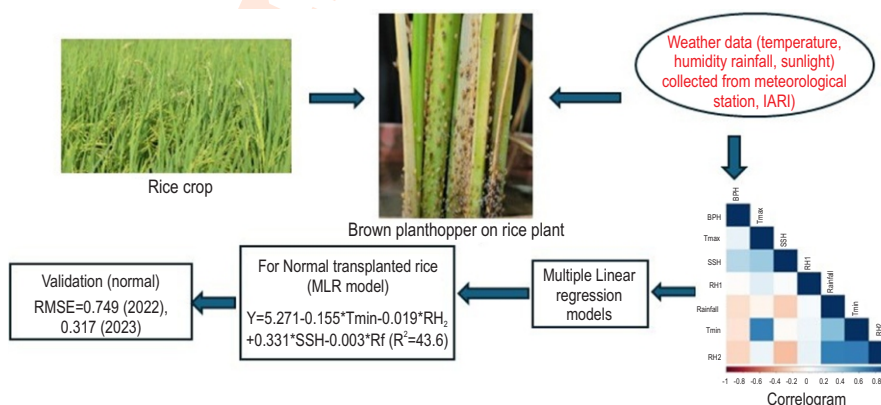 Weather data (temperature,
humidity rainfall, sunlight)
collected from meteorological
station, IARI)
Rice crop
Brown planthopper on rice plant
Validation (normal)
RMSE=0.749 (2022),
0.317 (2023)
For Normal transplanted rice
(MLR model)
Y=5.271-0.155*Tmin-0.019*RH₂
+0.331*SSH-0.003*Rf (R²=43.6)
Multiple Linear
regression
models
BPH
Tmax
SSH
RH1
Rainfall
Tmin
RH2
BPH
Tmax
SSH
RH1
Rainfall
Tmin
RH2
-1 -0.8 -0.6 -0.4 -0.2 0 0.2 0.4 0.6 0.8
Correlogram